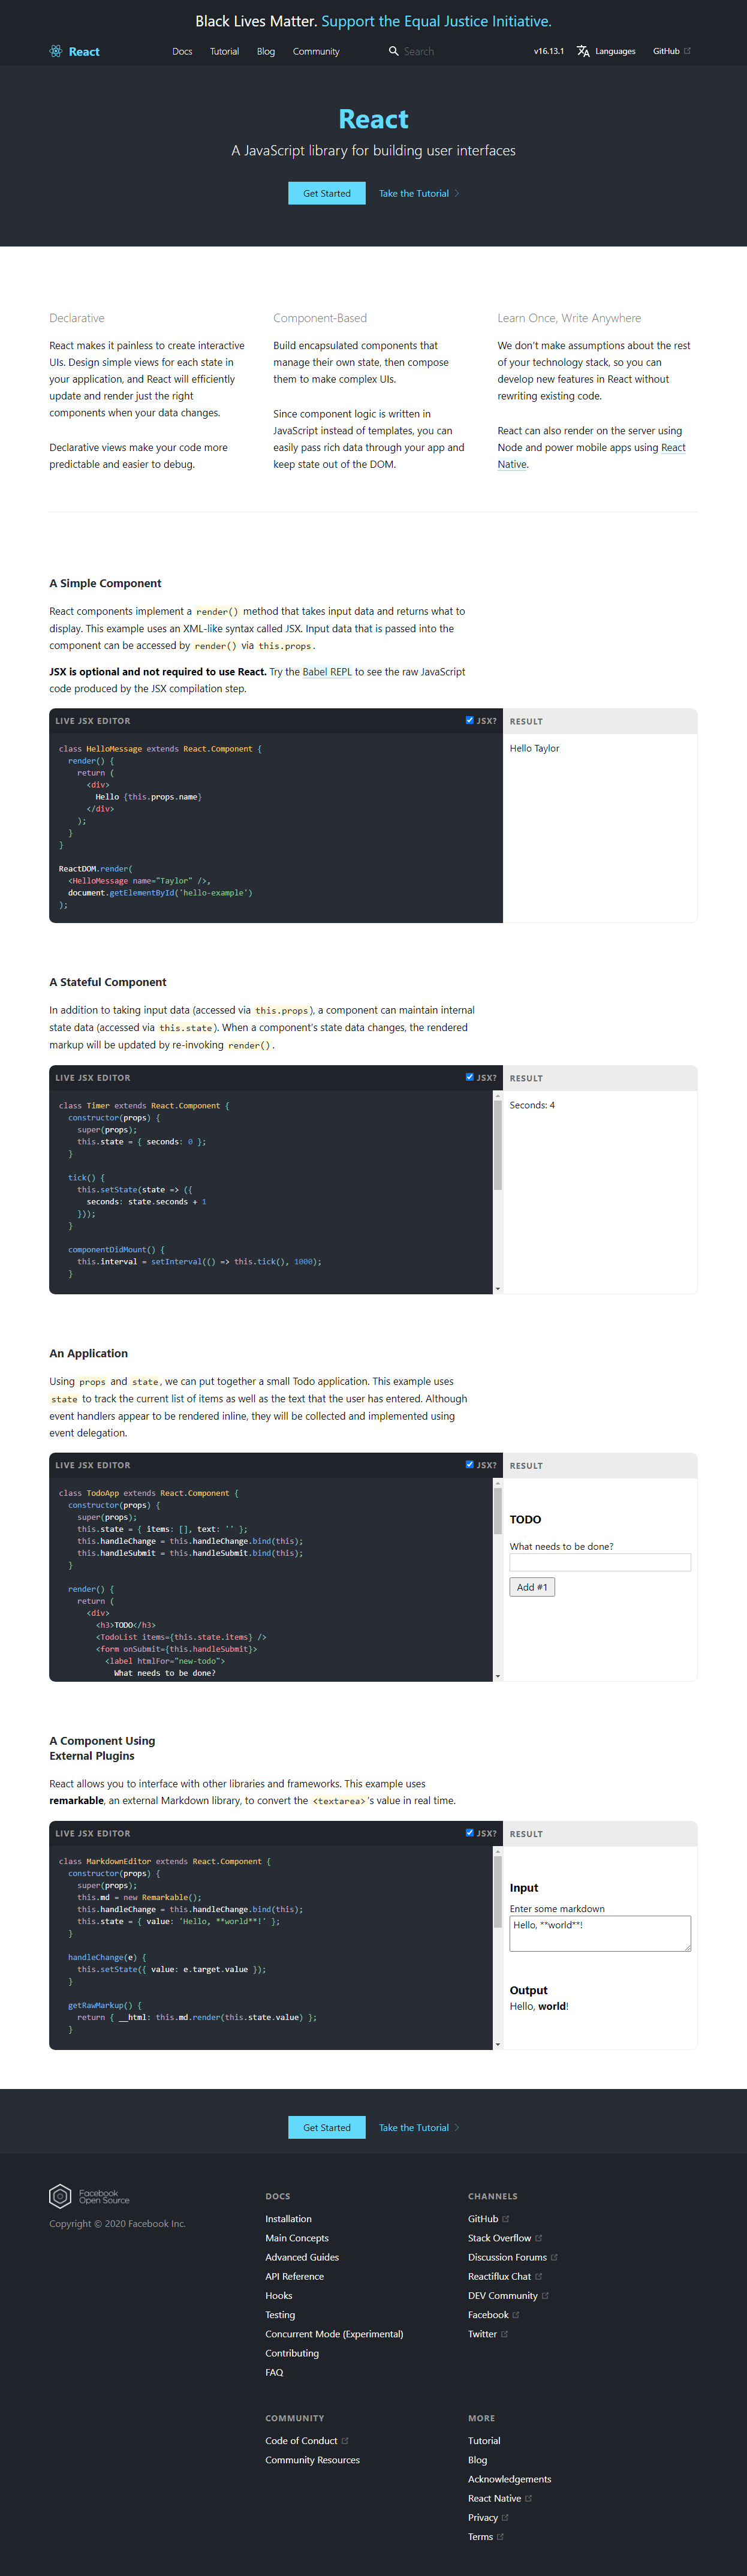 Black Lives Matter. Support the Equal Justice Initiative.
React
Docs
Tutorial
Blog
Community
Search
v16.13.1
Languages
GitHub
React
A JavaScript library for building user interfaces
Get Started
Take the Tutorial
Declarative
React makes it painless to create interactive
UIs. Design simple views for each state in
your application, and React will efficiently
update and render just the right
components when your data changes.
Declarative views make your code more
predictable and easier to debug.
Component-Based
Build encapsulated components that
manage their own state, then compose
them to make complex UIs.
Since component logic is written in
JavaScript instead of templates, you can
easily pass rich data through your app and
keep state out of the DOM.
Learn Once, Write Anywhere
We don't make assumptions about the rest
of your technology stack, so you can
develop new features in React without
rewriting existing code.
React can also render on the server using
Node and power mobile apps using React
Native.
A Simple Component
React components implement a render() method that takes input data and returns what to
display. This example uses an XML-like syntax called JSX. Input data that is passed into the
component can be accessed by render() via this.props.
JSX is optional and not required to use React. Try the Babel REPL to see the raw JavaScript
code produced by the JSX compilation step.
LIVE JSX EDITOR
JSX?
class HelloMessage extends React.Component {
render() {
return (
<div>
Hello {this.props.name}
</div>
);
}
}
ReactDOM.render(
<HelloMessage name="Taylor" />,
document.getElementById('hello-example')
);
RESULT
Hello Taylor
A Stateful Component
In addition to taking input data (accessed via this.props), a component can maintain internal
state data (accessed via this.state). When a component's state data changes, the rendered
markup will be updated by re-invoking render().
LIVE JSX EDITOR
JSX?
class Timer extends React.Component {
constructor(props) {
super(props);
this.state = { seconds: 0 };
}
tick() {
this.setState(state => ({
seconds: state.seconds + 1
}));
}
componentDidMount() {
this.interval = setInterval(() => this.tick(), 1000);
}
RESULT
Seconds: 4
An Application
Using props and state, we can put together a small Todo application. This example uses
state to track the current list of items as well as the text that the user has entered. Although
event handlers appear to be rendered inline, they will be collected and implemented using
event delegation.
LIVE JSX EDITOR
JSX?
class TodoApp extends React.Component {
constructor(props) {
super(props);
this.state = { items: [], text: '' };
this.handleChange = this.handleChange.bind(this);
this.handleSubmit = this.handleSubmit.bind(this);
}
render() {
return (
<div>
<h3>TODO</h3>
<TodoList items={this.state.items} />
<form onSubmit={this.handleSubmit}>
<label htmlFor="new-todo">
What needs to be done?
RESULT
TODO
What needs to be done?
Add #1
A Component Using
External Plugins
React allows you to interface with other libraries and frameworks. This example uses
remarkable, an external Markdown library, to convert the <textarea>'s value in real time.
LIVE JSX EDITOR
JSX?
class MarkdownEditor extends React.Component {
constructor(props) {
super(props);
this.md = new Remarkable();
this.handleChange = this.handleChange.bind(this);
this.state = { value: 'Hello, **world**!' };
}
handleChange(e) {
this.setState({ value: e.target.value });
}
getRawMarkup() {
return { __html: this.md.render(this.state.value) };
}
RESULT
Input
Enter some markdown
Hello, **world**!
Output
Hello, world!
Get Started
Take the Tutorial
Facebook
Open Source
Copyright © 2020 Facebook Inc.
DOCS
Installation
Main Concepts
Advanced Guides
API Reference
Hooks
Testing
Concurrent Mode (Experimental)
Contributing
FAQ
CHANNELS
GitHub
Stack Overflow
Discussion Forums
Reactiflux Chat
DEV Community
Facebook
Twitter
COMMUNITY
Code of Conduct
Community Resources
MORE
Tutorial
Blog
Acknowledgements
React Native
Privacy
Terms